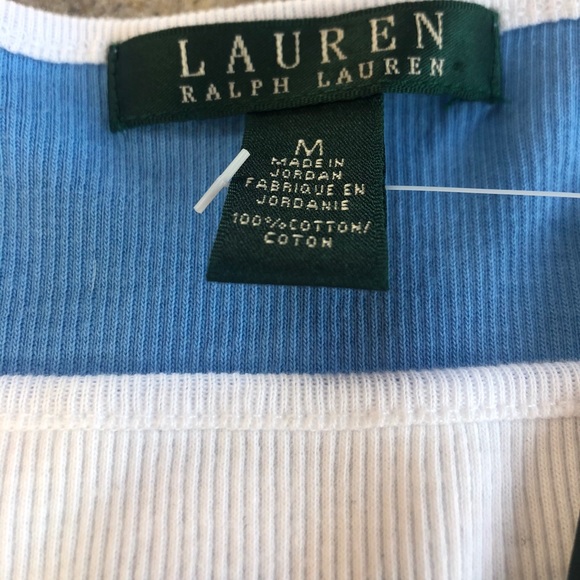 LAUREN
RALPH LAUREN
M
MADE IN
JORDAN
FABRIQUE EN
JORDANIE
100%COTTON/
COTON